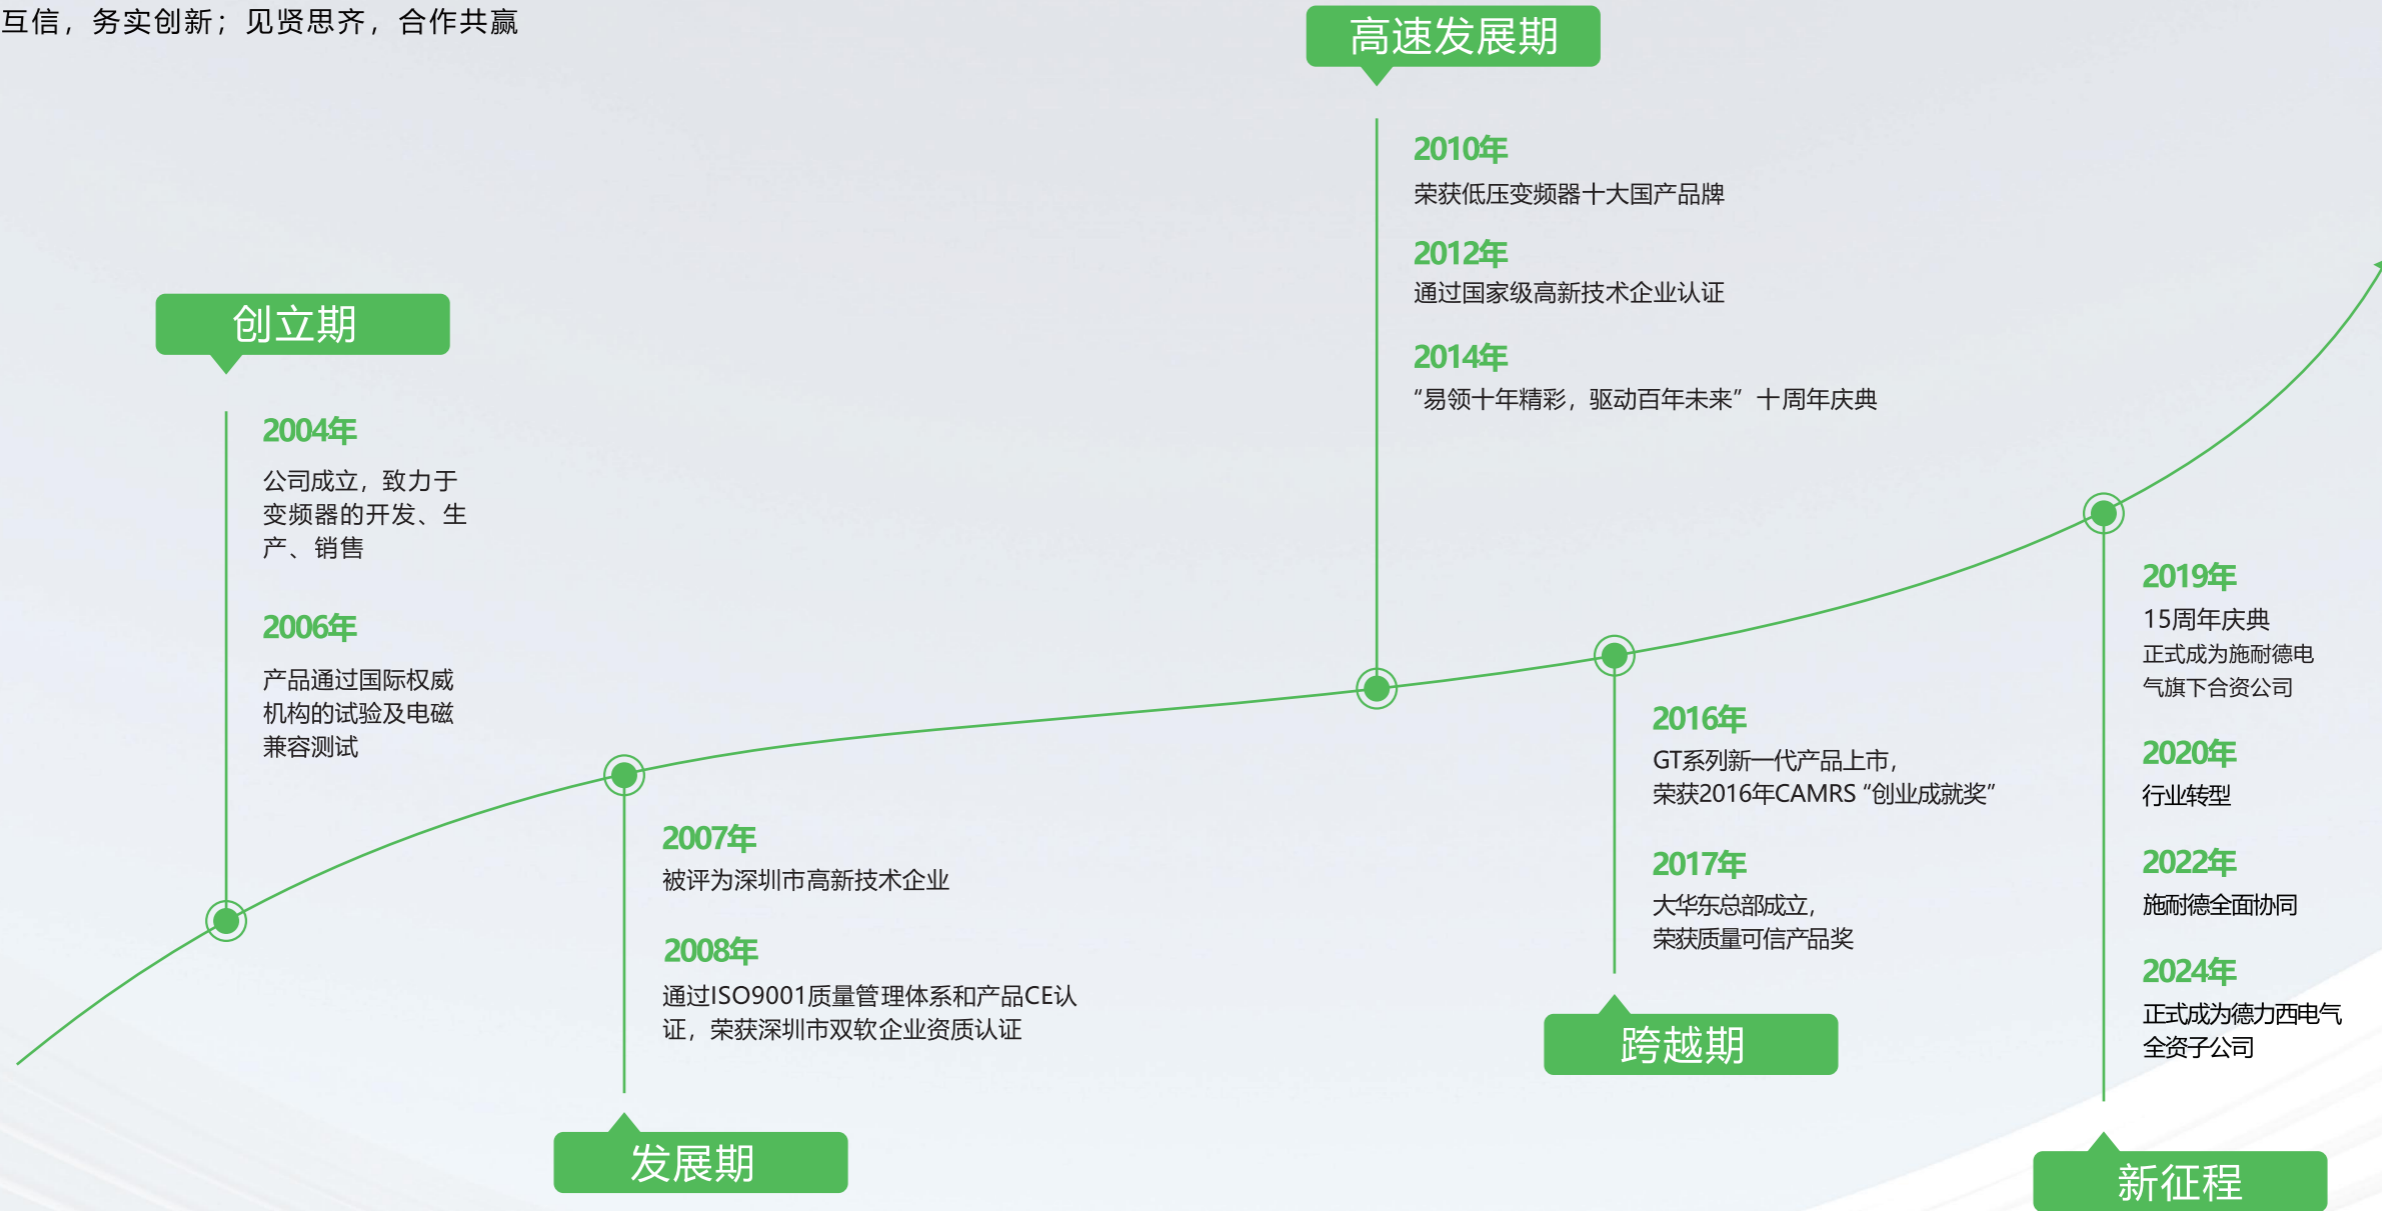 互信，务实创新；见贤思齐，合作共赢
创立期
2004年
公司成立，致力于
变频器的开发、生
产、销售
2006年
产品通过国际权威
机构的试验及电磁
兼容测试
2007年
被评为深圳市高新技术企业
2008年
通过ISO9001质量管理体系和产品CE认
证，荣获深圳市双软企业资质认证
发展期
高速发展期
2010年
荣获低压变频器十大国产品牌
2012年
通过国家级高新技术企业认证
2014年
“易领十年精彩，驱动百年未来”十周年庆典
2016年
GT系列新一代产品上市，
荣获2016年CAMRS “创业成就奖”
2017年
大华东总部成立，
荣获质量可信产品奖
跨越期
2019年
15周年庆典
正式成为施耐德电
气旗下合资公司
2020年
行业转型
2022年
施耐德全面协同
2024年
正式成为德力西电气
全资子公司
新征程